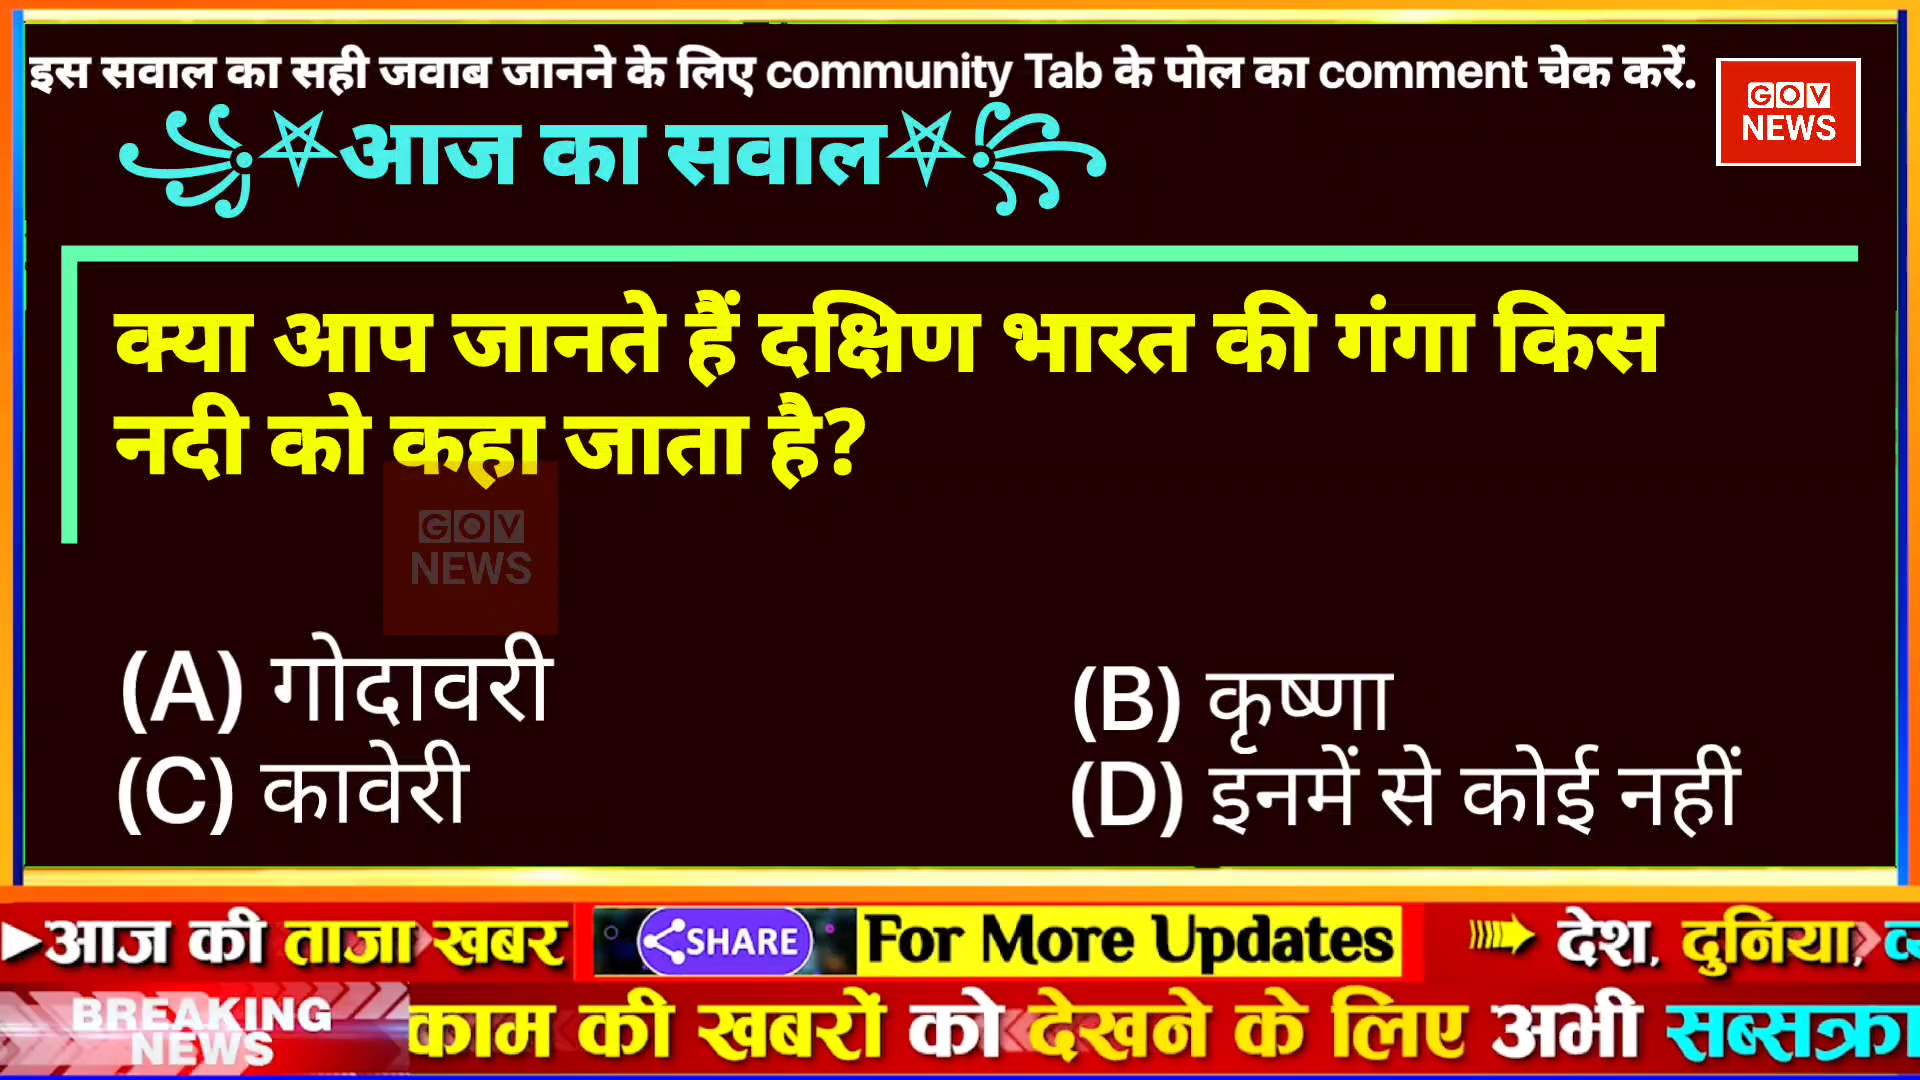 इस सवाल का सही जवाब जानने के लिए community Tab के पोल का comment चेक करें.
GOV
NEWS
आज का सवाल
क्या आप जानते हैं दक्षिण भारत की गंगा किस
नदी को कहा जाता है?
GOV
NEWS
(A) गोदावरी
(B) कृष्णा
(C) कावेरी
(D) इनमें से कोई नहीं
आज की ताजा खबर SHARE For More Updates देश, दुनिया,
BREAKING
NEWS
काम की खबरों को देखने के लिए अभी